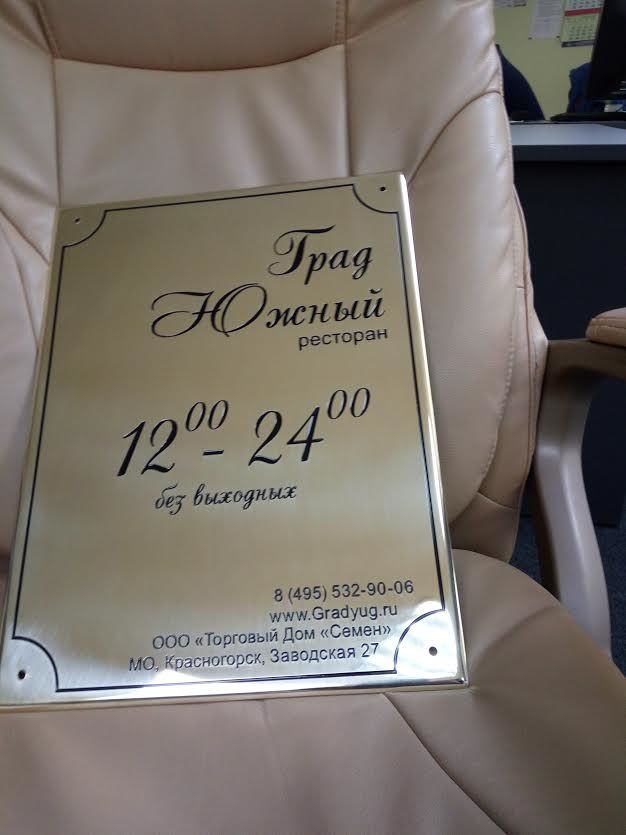 Град
Южный
ресторан
12⁰⁰ - 24⁰⁰
без выходных
8 (495) 532-90-06
www.Gradyug.ru
ООО «Торговый Дом «Семен»
МО, Красногорск, Заводская 27